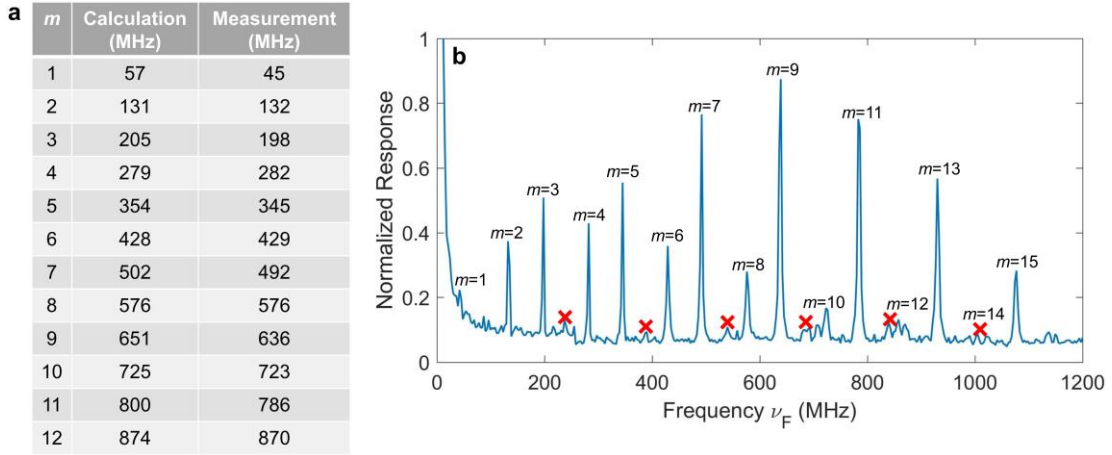 a
m Calculation (MHz) Measurement (MHz)
1 57 45
2 131 132
3 205 198
4 279 282
5 354 345
6 428 429
7 502 492
8 576 576
9 651 636
10 725 723
11 800 786
12 874 870
b
Normalized Response
1
0.8
0.6
0.4
0.2
0
m=1
m=2
m=3
m=4
m=5
m=6
m=7
m=8
m=9
m=10
m=11
m=12
m=13
m=14
m=15
0 200 400 600 800 1000 1200
Frequency νF (MHz)